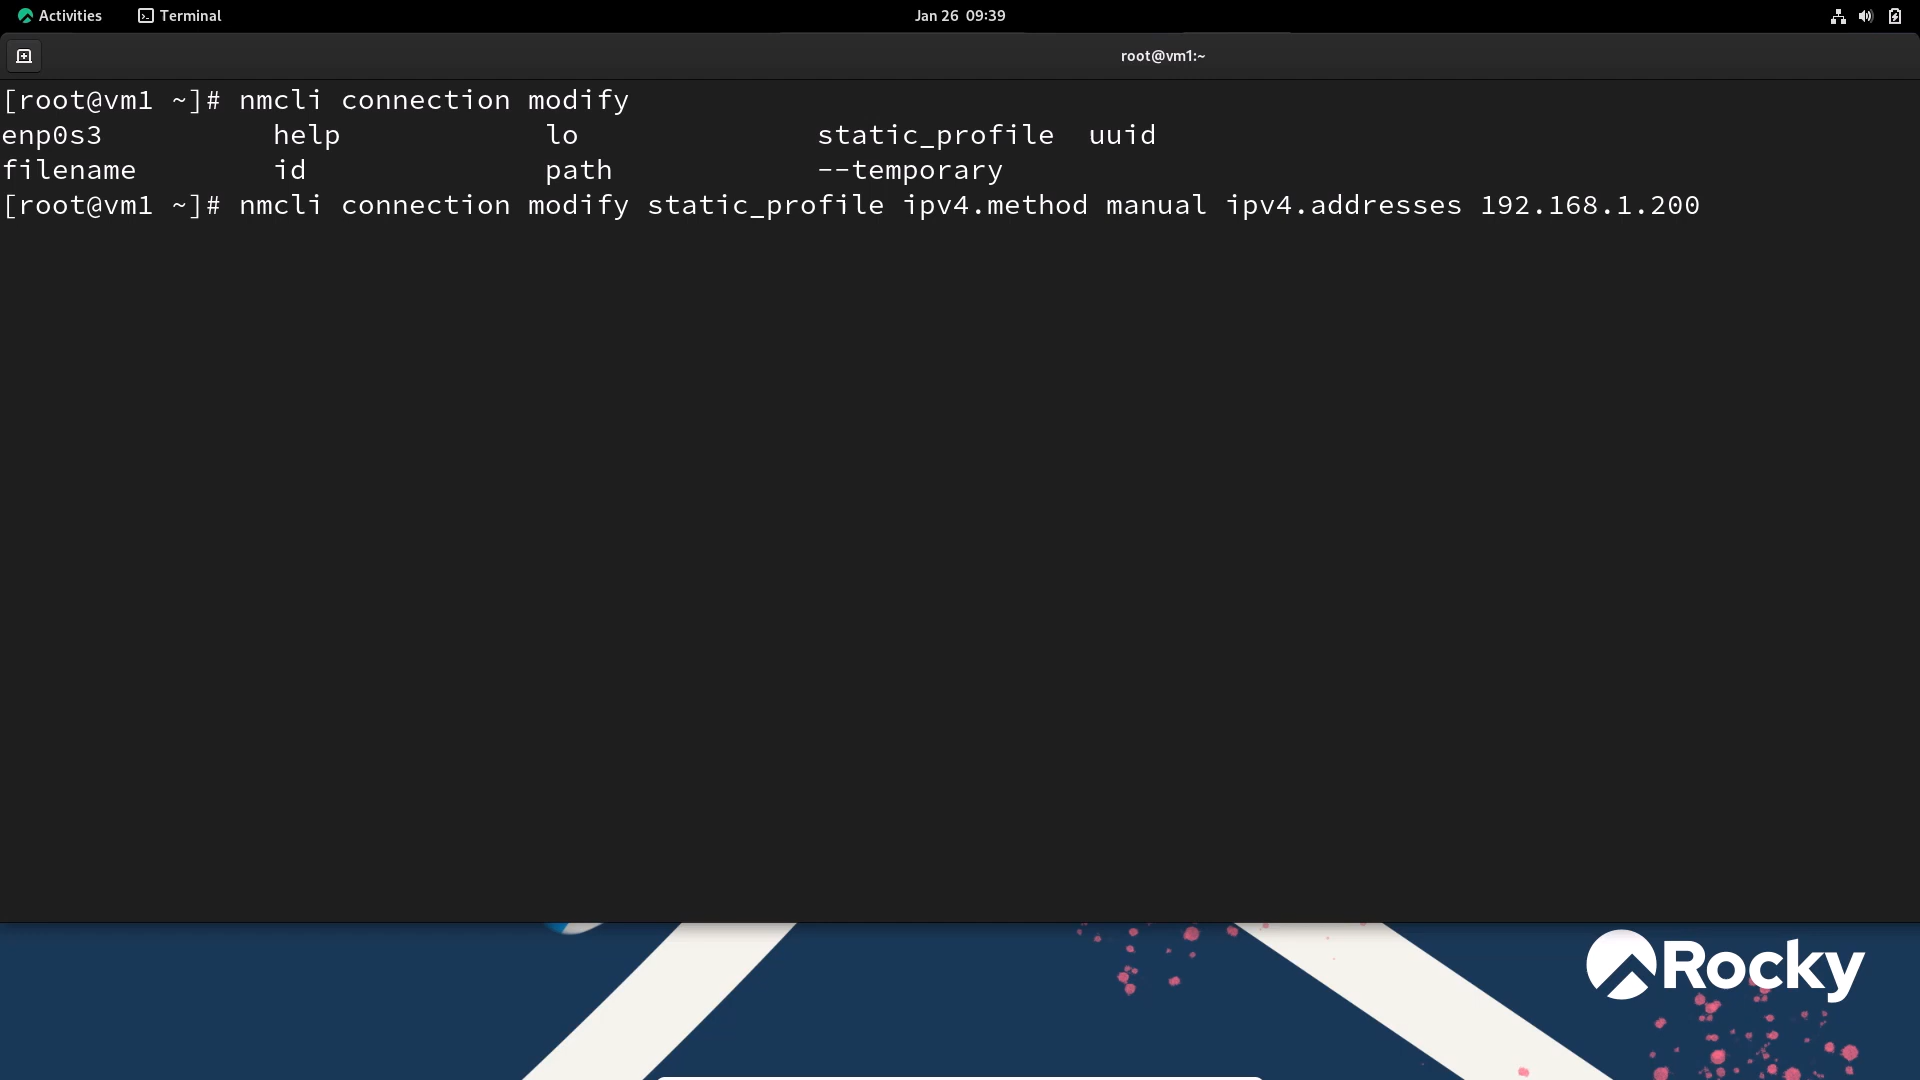 Activities Terminal Jan 26 09:39
root@vm1:~
[root@vm1 ~]# nmcli connection modify
enp0s3 help lo static_profile uuid
filename id path --temporary
[root@vm1 ~]# nmcli connection modify static_profile ipv4.method manual ipv4.addresses 192.168.1.200
Rocky